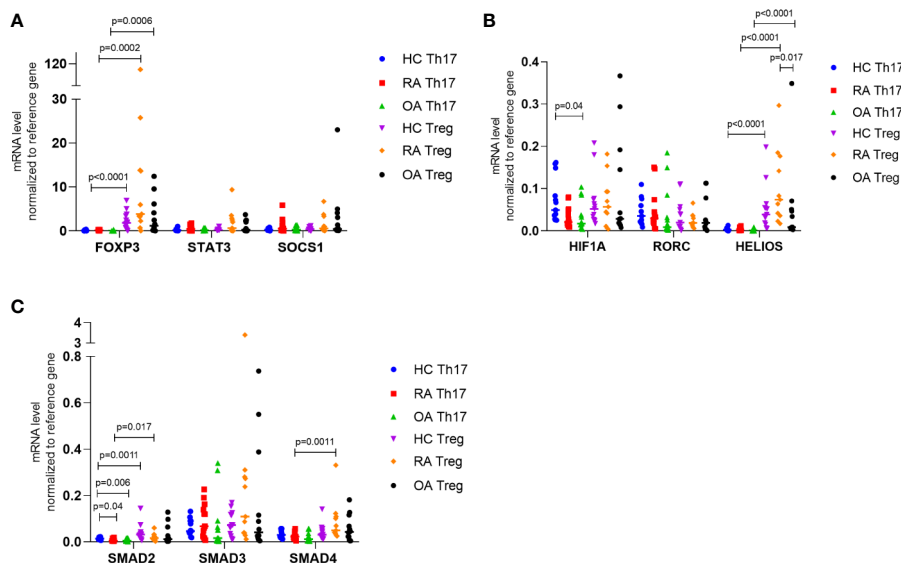 A
mRNA level
normalized to reference gene
120
30
20
10
0
p=0.0006
p=0.0002
p<0.0001
FOXP3
STAT3
SOCS1
HC Th17
RA Th17
OA Th17
HC Treg
RA Treg
OA Treg
B
mRNA level
normalized to reference gene
0.4
0.3
0.2
0.1
0.0
p<0.0001
p<0.0001
p=0.017
p=0.04
p<0.0001
HIF1A
RORC
HELIOS
HC Th17
RA Th17
OA Th17
HC Treg
RA Treg
OA Treg
C
mRNA level
normalized to reference gene
4
3
0.8
0.6
0.4
0.2
0.0
p=0.017
p=0.0011
p=0.006
p=0.04
p=0.0011
SMAD2
SMAD3
SMAD4
HC Th17
RA Th17
OA Th17
HC Treg
RA Treg
OA Treg